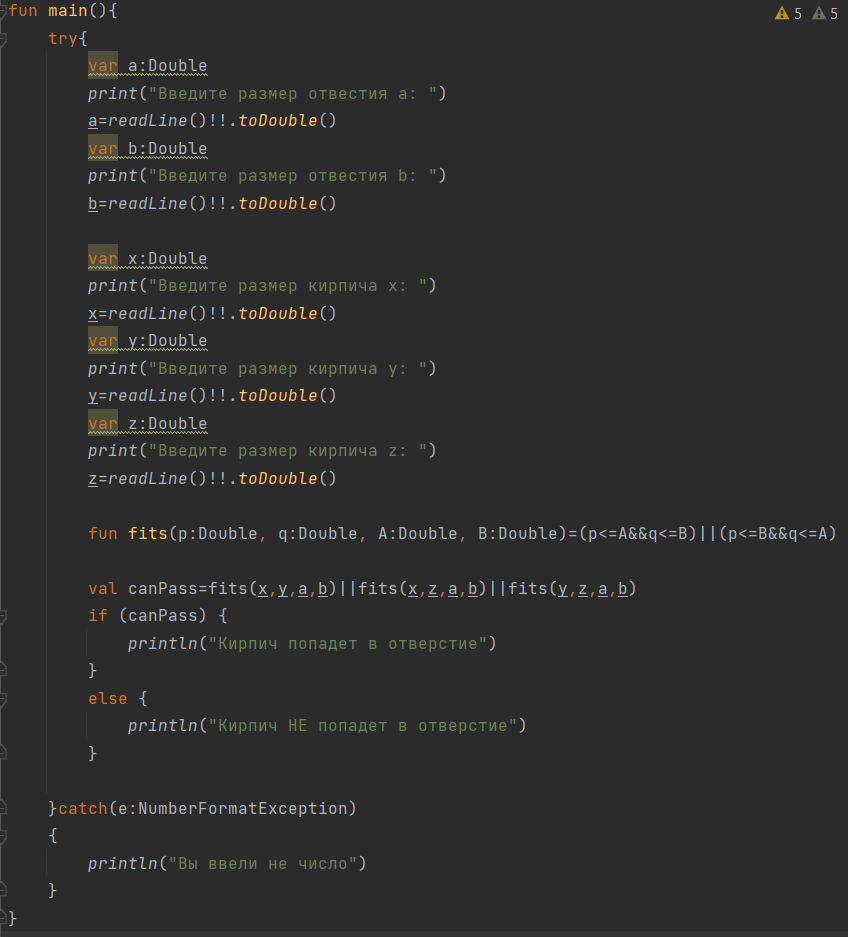 fun main(){
5 5
try{
var a:Double
print("Введите размер отвестия a: ")
a=readLine()!!.toDouble()
var b:Double
print("Введите размер отвестия b: ")
b=readLine()!!.toDouble()
var x:Double
print("Введите размер кирпича x: ")
x=readLine()!!.toDouble()
var y:Double
print("Введите размер кирпича y: ")
y=readLine()!!.toDouble()
var z:Double
print("Введите размер кирпича z: ")
z=readLine()!!.toDouble()
fun fits(p:Double, q:Double, A:Double, B:Double)=(p<=A&&q<=B)||(p<=B&&q<=A)
val canPass=fits(x,y,a,b)||fits(x,z,a,b)||fits(y,z,a,b)
if (canPass) {
println("Кирпич попадет в отверстие")
}
else {
println("Кирпич НЕ попадет в отверстие")
}
}catch(e:NumberFormatException)
{
println("Вы ввели не число")
}
}